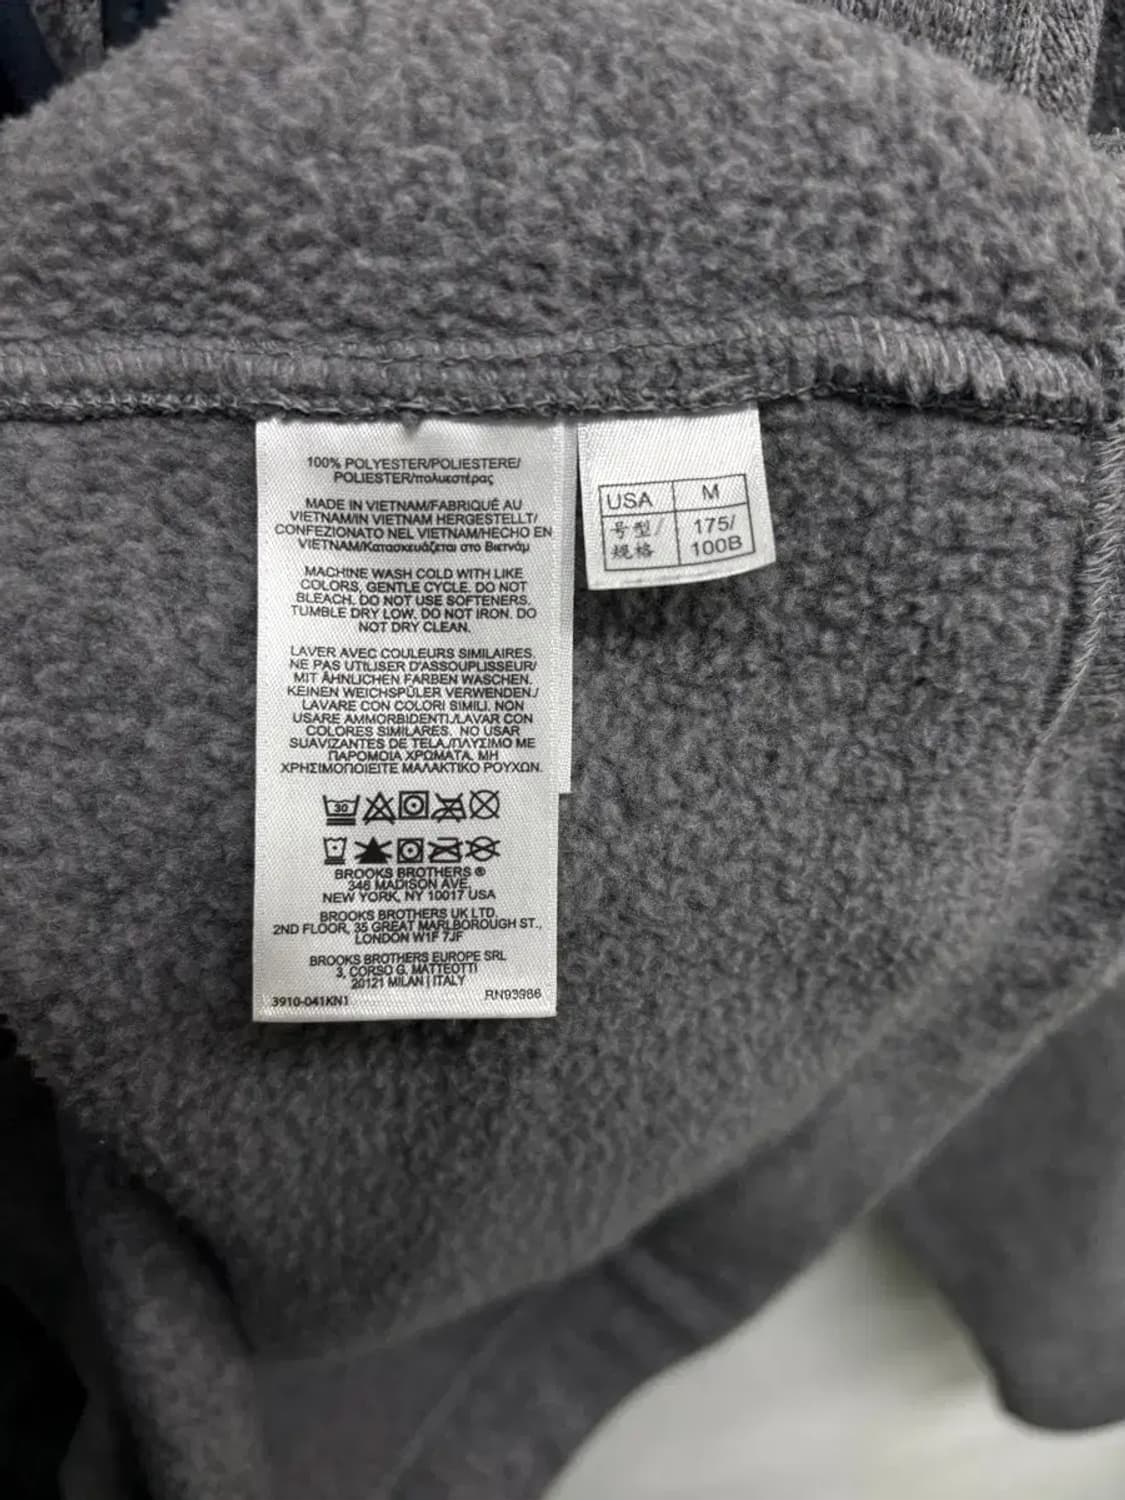 100% POLYESTER/POLIESTERE/
POLIESTER/πολυεστέρας
MADE IN VIETNAM/FABRIQUÉ AU
VIETNAM/IN VIETNAM HERGESTELLT/
CONFEZIONATO NEL VIETNAM/HECHO EN
VIETNAM/Κατασκευάζεται στο Βιετνάμ
MACHINE WASH COLD WITH LIKE
COLORS, GENTLE CYCLE. DO NOT
BLEACH. DO NOT USE SOFTENERS.
TUMBLE DRY LOW. DO NOT IRON. DO
NOT DRY CLEAN.
LAVER AVEC COULEURS SIMILAIRES.
NE PAS UTILISER D'ASSOUPLISSEUR/
MIT ÄHNLICHEN FARBEN WASCHEN.
KEINEN WEICHSPÜLER VERWENDEN./
LAVARE CON COLORI SIMILI. NON
USARE AMMORBIDENTI./LAVAR CON
COLORES SIMILARES. NO USAR
SUAVIZANTES DE TELA./ΠΛΥΣΙΜΟ ΜΕ
ΠΑΡΟΜΟΙΑ ΧΡΩΜΑΤΑ. ΜΗ
ΧΡΗΣΙΜΟΠΟΙΕΙΤΕ ΜΑΛΑΚΤΙΚΟ ΡΟΥΧΩΝ.
30
BROOKS BROTHERS ®
346 MADISON AVE.
NEW YORK, NY 10017 USA
BROOKS BROTHERS UK LTD.
2ND FLOOR, 35 GREAT MARLBOROUGH ST.,
LONDON W1F 7JF
BROOKS BROTHERS EUROPE SRL
3, CORSO G. MATTEOTTI
20121 MILAN | ITALY
3910-041KN1 RN93986
USA M
号型/ 175/
规格 100B